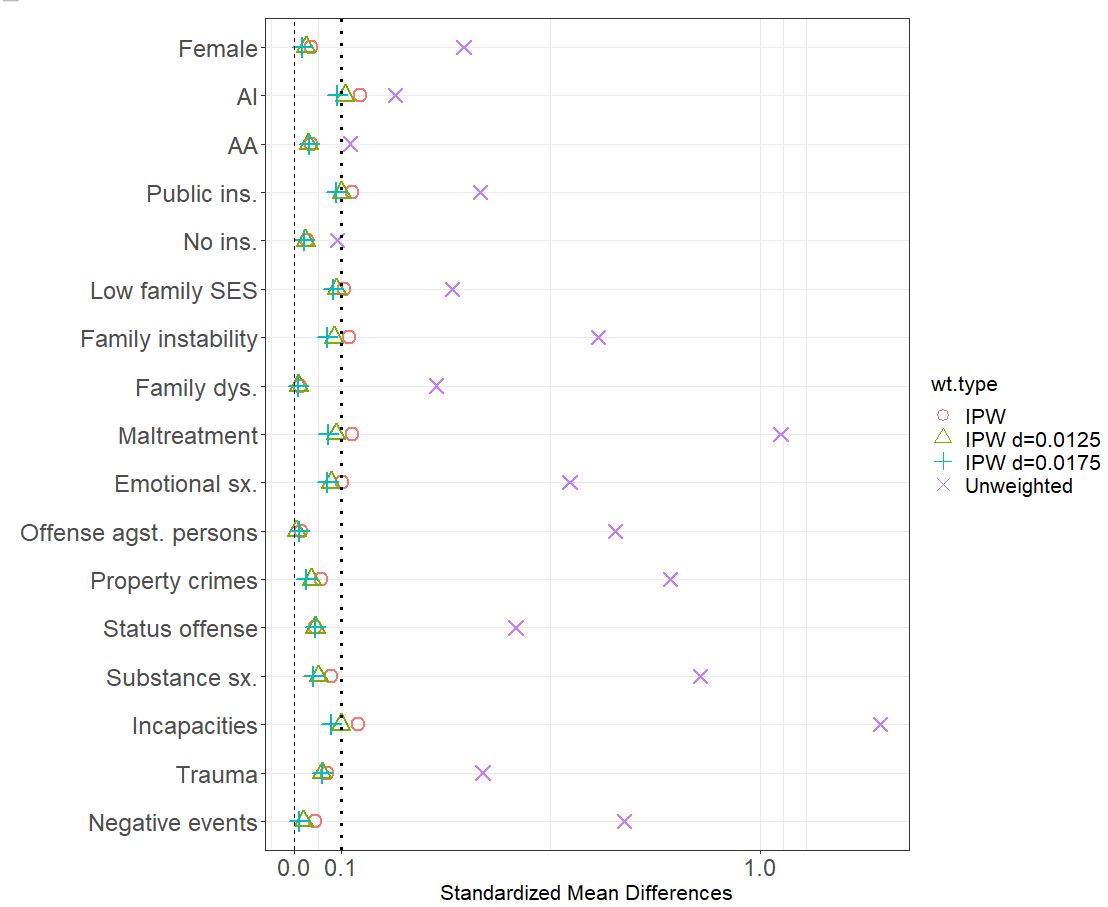 Female
AI
AA
Public ins.
No ins.
Low family SES
Family instability
Family dys.
Maltreatment
Emotional sx.
Offense agst. persons
Property crimes
Status offense
Substance sx.
Incapacities
Trauma
Negative events
0.0 0.1 1.0
Standardized Mean Differences
wt.type
IPW
IPW d=0.0125
IPW d=0.0175
Unweighted